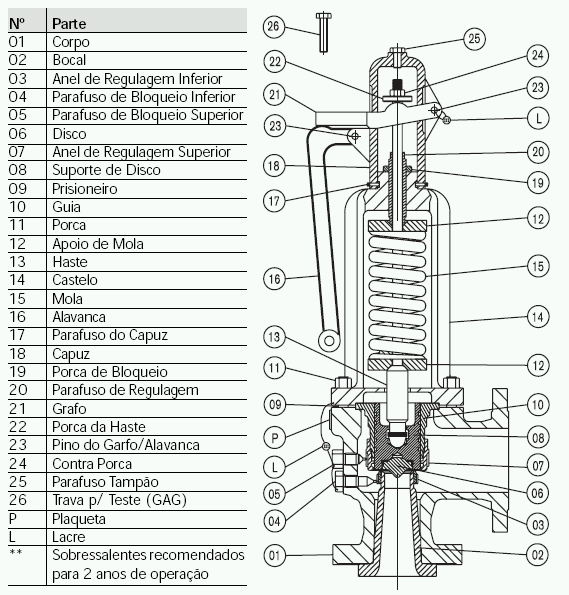 Nº Parte
01 Corpo
02 Bocal
03 Anel de Regulagem Inferior
04 Parafuso de Bloqueio Inferior
05 Parafuso de Bloqueio Superior
06 Disco
07 Anel de Regulagem Superior
08 Suporte de Disco
09 Prisioneiro
10 Guia
11 Porca
12 Apoio de Mola
13 Haste
14 Castelo
15 Mola
16 Alavanca
17 Parafuso do Capuz
18 Capuz
19 Porca de Bloqueio
20 Parafuso de Regulagem
21 Grafo
22 Porca da Haste
23 Pino do Garfo/Alavanca
24 Contra Porca
25 Parafuso Tampão
26 Trava p/ Teste (GAG)
P Plaqueta
L Lacre
** Sobressalentes recomendados
para 2 anos de operação
26
25
22
24
21
23
23
L
18
20
17
19
12
16
15
13
14
11
12
09
10
P
08
L
07
05
06
04
03
01
02